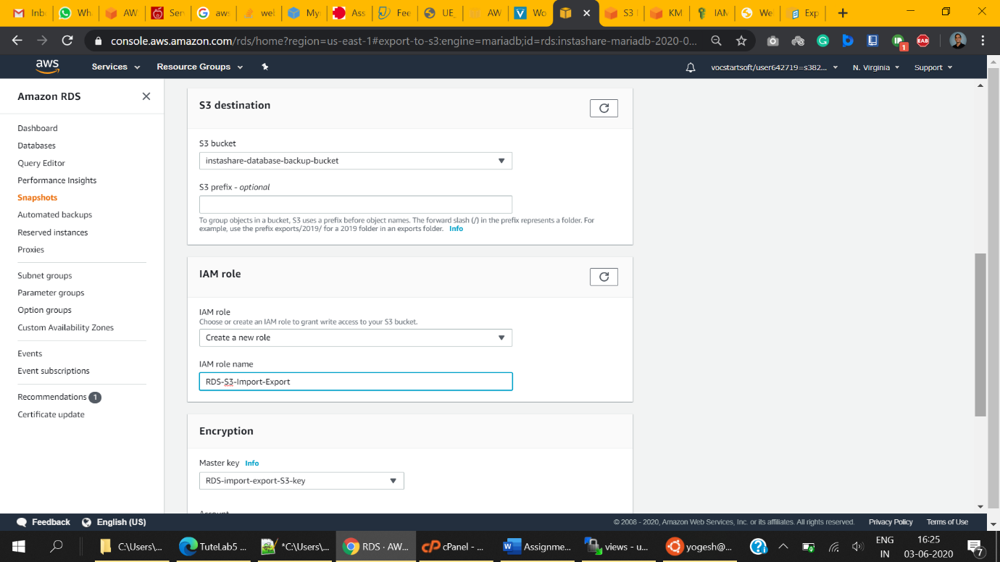 Inb
Wh
AW
Ser
aws
wel
My
Ass
Fee
UE_
AW
Wo
S3
KM
IAN
We
Exp
console.aws.amazon.com/rds/home?region=us-east-1#export-to-s3:engine=mariadb;id=rds:instashare-mariadb-2020-0...
1
EAB
aws
Services
Resource Groups
vocstartsoft/user642719=s382...
N. Virginia
Support
Amazon RDS
Dashboard
Databases
Query Editor
Performance Insights
Snapshots
Automated backups
Reserved instances
Proxies
Subnet groups
Parameter groups
Option groups
Custom Availability Zones
Events
Event subscriptions
Recommendations 1
Certificate update
S3 destination
S3 bucket
instashare-database-backup-bucket
S3 prefix - optional
To group objects in a bucket, S3 uses a prefix before object names. The forward slash (/) in the prefix represents a folder. For
example, use the prefix exports/2019/ for a 2019 folder in an exports folder. Info
IAM role
IAM role
Choose or create an IAM role to grant write access to your S3 bucket.
Create a new role
IAM role name
RDS-S3-Import-Export
Encryption
Master key Info
RDS-import-export-S3-key
Account
Feedback
English (US)
© 2008 - 2020, Amazon Web Services, Inc. or its affiliates. All rights reserved.
Privacy Policy
Terms of Use
C:\Users\...
TuteLab5 ...
*C:\Users\...
RDS · AW...
cPanel - ...
Assignme...
views - u...
yogesh@...
ENG
IN
16:25
03-06-2020
7